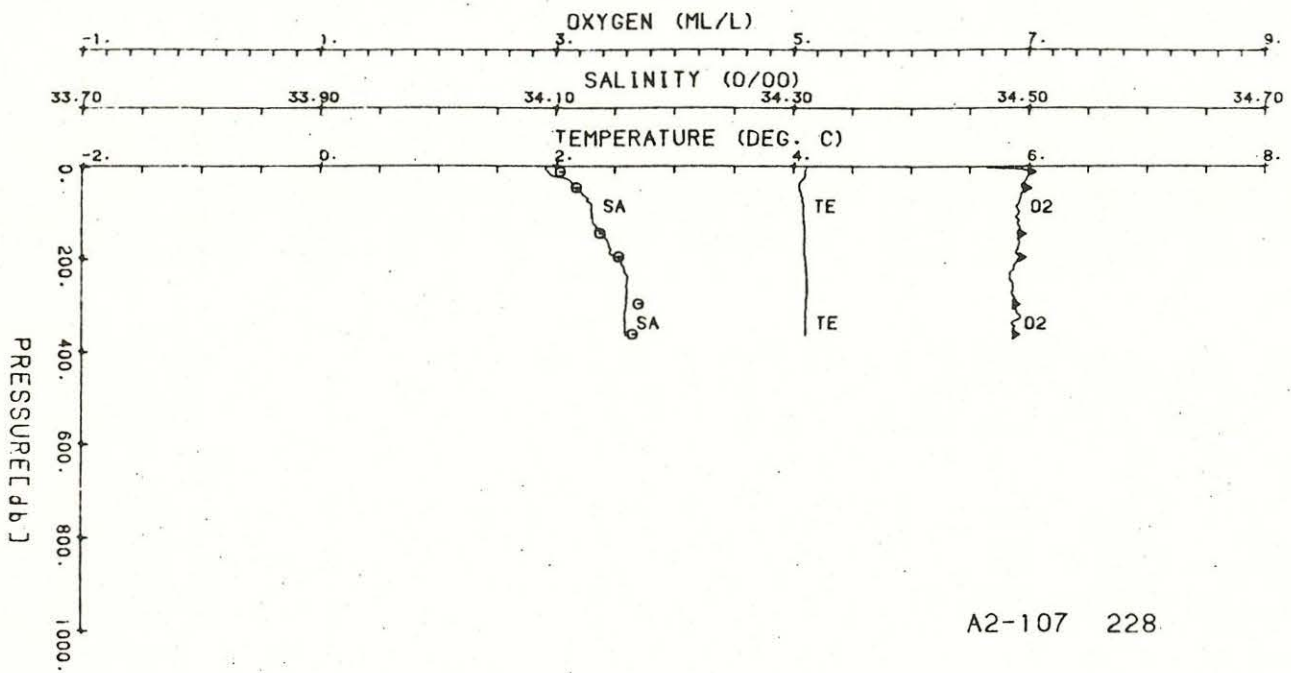 OXYGEN (ML/L)
-1. 1. 3. 5. 7. 9.
SALINITY (0/00)
33.70 33.90 34.10 34.30 34.50 34.70
TEMPERATURE (DEG. C)
-2. 0. 2. 4. 6. 8.
0.
SA TE O2
200.
SA TE O2
400.
600.
800.
1000.
PRESSURE[db]
A2-107 228